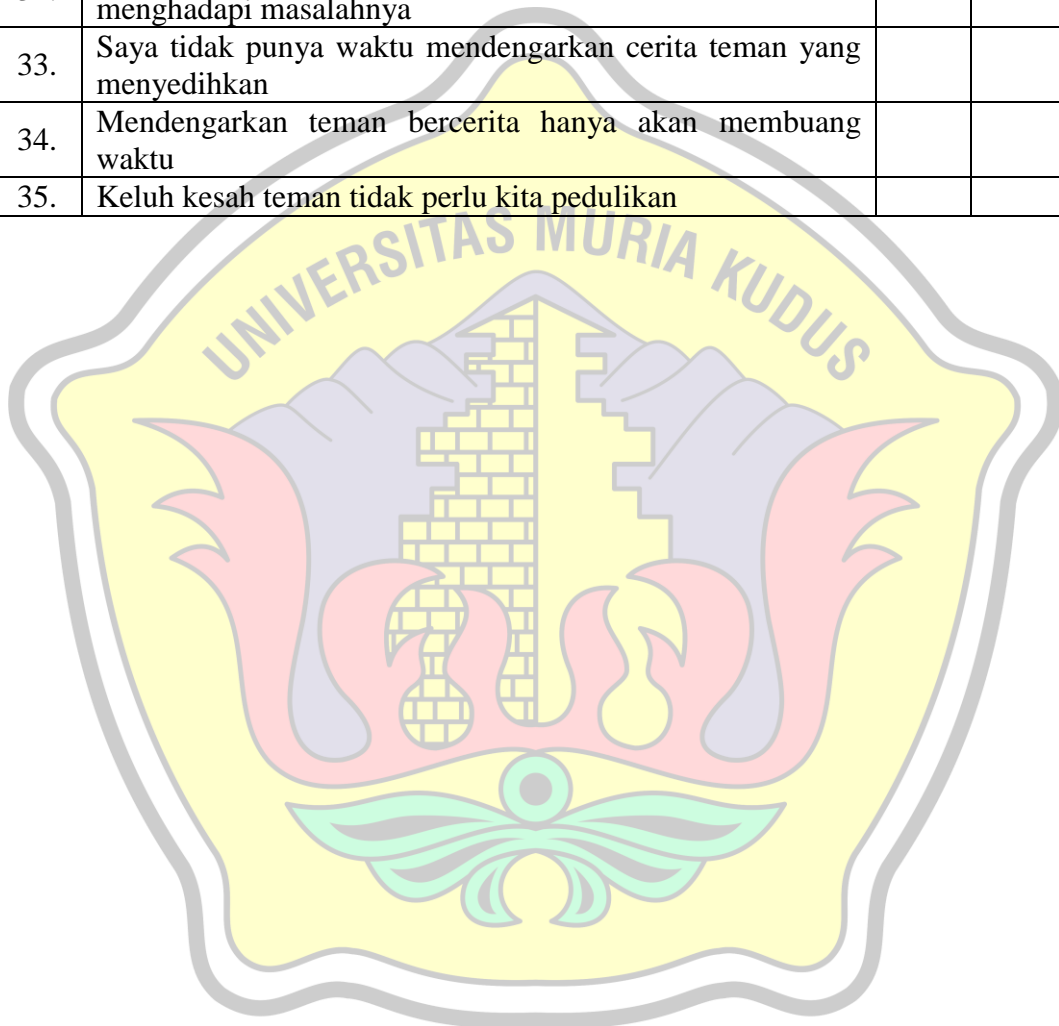 menghadapi masalahnya
33. Saya tidak punya waktu mendengarkan cerita teman yang
menyedihkan
34. Mendengarkan teman bercerita hanya akan membuang
waktu
35. Keluh kesah teman tidak perlu kita pedulikan
UNIVERSITAS MURIA KUDUS